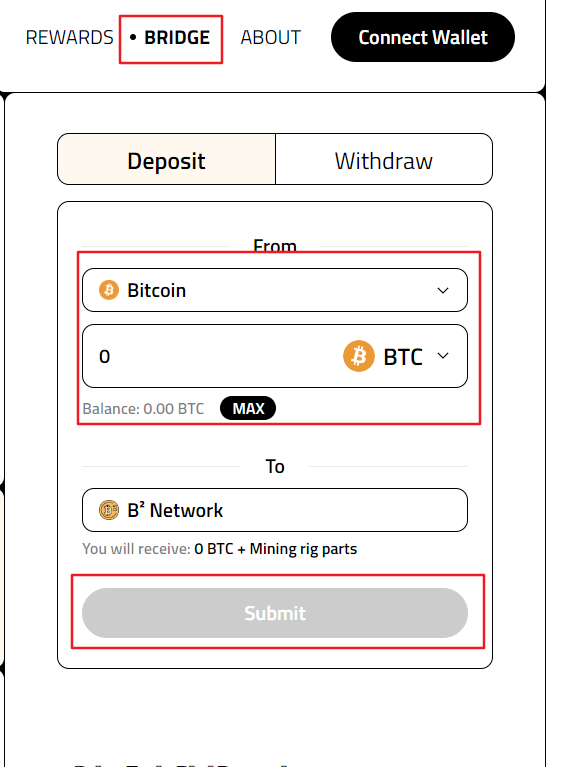 REWARDS • BRIDGE ABOUT Connect Wallet
Deposit Withdraw
From
Bitcoin
0 BTC
Balance: 0.00 BTC MAX
To
B² Network
You will receive: 0 BTC + Mining rig parts
Submit